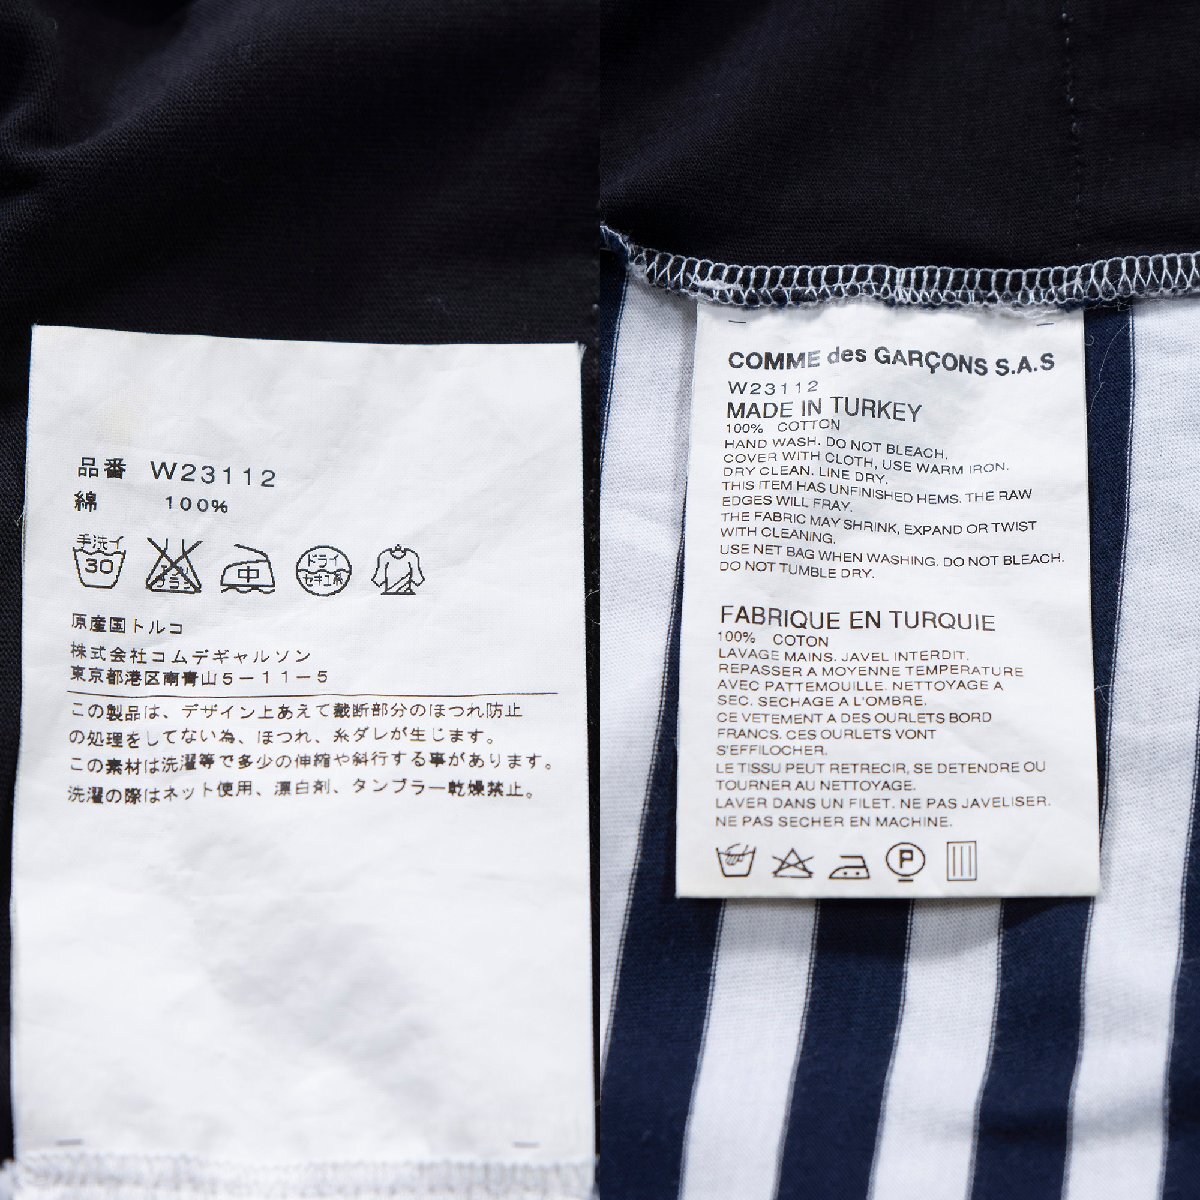 品番 W23112
綿 100%
手洗イ
30
エンソ
サラシ
中
ドライ
セキユ系
原産国トルコ
株式会社コムデギャルソン
東京都港区南青山5-11-5
この製品は、デザイン上あえて裁断部分のほつれ防止
の処理をしてない為、ほつれ、糸ダレが生じます。
この素材は洗濯等で多少の伸縮や斜行する事があります。
洗濯の際はネット使用、漂白剤、タンブラー乾燥禁止。
COMME des GARÇONS S.A.S
W23112
MADE IN TURKEY
100% COTTON
HAND WASH. DO NOT BLEACH.
COVER WITH CLOTH, USE WARM IRON.
DRY CLEAN. LINE DRY.
THIS ITEM HAS UNFINISHED HEMS. THE RAW
EDGES WILL FRAY.
THE FABRIC MAY SHRINK, EXPAND OR TWIST
WITH CLEANING.
USE NET BAG WHEN WASHING. DO NOT BLEACH.
DO NOT TUMBLE DRY.
FABRIQUE EN TURQUIE
100% COTON
LAVAGE MAINS. JAVEL INTERDIT.
REPASSER A MOYENNE TEMPERATURE
AVEC PATTEMOUILLE. NETTOYAGE A
SEC. SECHAGE A L'OMBRE.
CE VETEMENT A DES OURLETS BORD
FRANCS. CES OURLETS VONT
S'EFFILOCHER.
LE TISSU PEUT RETRECIR, SE DETENDRE OU
TOURNER AU NETTOYAGE.
LAVER DANS UN FILET. NE PAS JAVELISER.
NE PAS SECHER EN MACHINE.
P